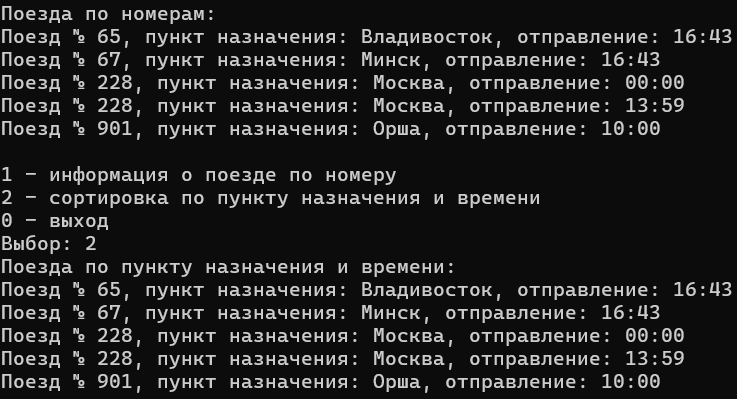 Поезда по номерам:
Поезд № 65, пункт назначения: Владивосток, отправление: 16:43
Поезд № 67, пункт назначения: Минск, отправление: 16:43
Поезд № 228, пункт назначения: Москва, отправление: 00:00
Поезд № 228, пункт назначения: Москва, отправление: 13:59
Поезд № 901, пункт назначения: Орша, отправление: 10:00
1 – информация о поезде по номеру
2 – сортировка по пункту назначения и времени
0 – выход
Выбор: 2
Поезда по пункту назначения и времени:
Поезд № 65, пункт назначения: Владивосток, отправление: 16:43
Поезд № 67, пункт назначения: Минск, отправление: 16:43
Поезд № 228, пункт назначения: Москва, отправление: 00:00
Поезд № 228, пункт назначения: Москва, отправление: 13:59
Поезд № 901, пункт назначения: Орша, отправление: 10:00